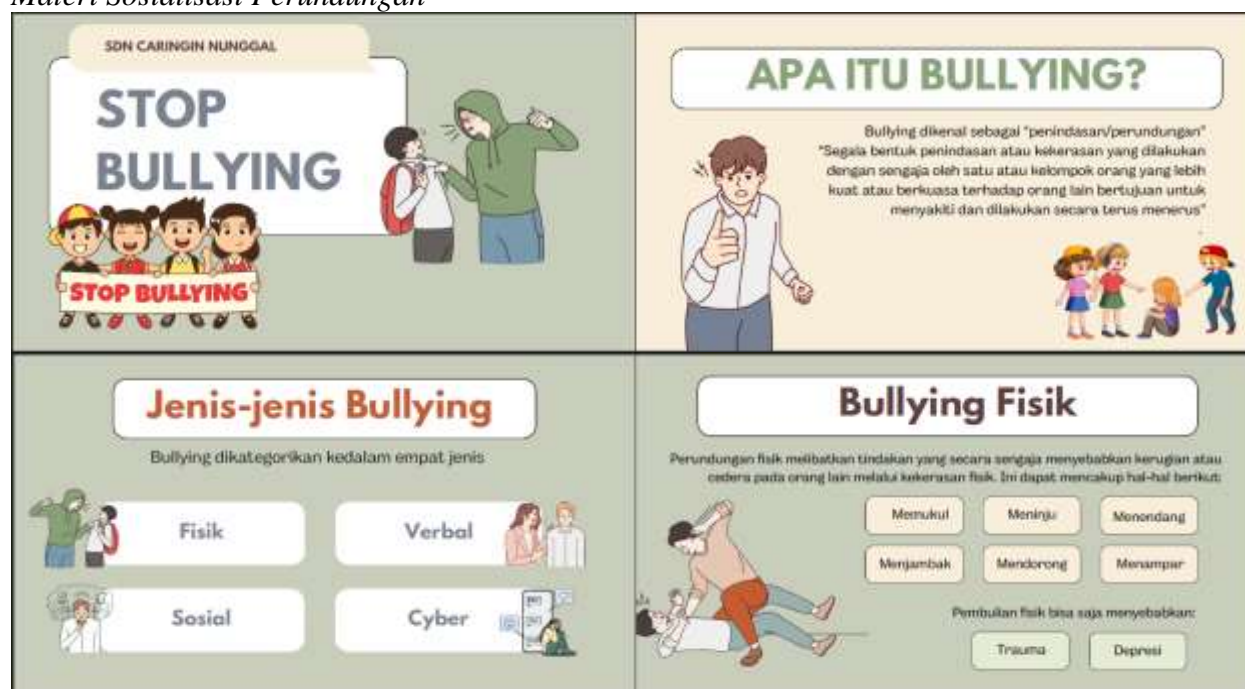 Materi Sosialisasi Perundungan
SDN CARINGIN NUNGGAL
STOP
BULLYING
STOP BULLYING
APA ITU BULLYING?
Bullying dikenal sebagai "penindasan/perundungan"
"Segala bentuk penindasan atau kekerasan yang dilakukan
dengan sengaja oleh satu atau kelompok orang yang lebih
kuat atau berkuasa terhadap orang lain bertujuan untuk
menyakiti dan dilakukan secara terus menerus"
Jenis-jenis Bullying
Bullying dikategorikan kedalam empat jenis
Fisik
Verbal
Sosial
Cyber
Bullying Fisik
Perundungan fisik melibatkan tindakan yang secara sengaja menyebabkan kerugian atau
cedera pada orang lain melalui kekerasan fisik. Ini dapat mencakup hal-hal berikut:
Memukul
Meninju
Menendang
Menjambak
Mendorong
Menampar
Pembulian fisik bisa saja menyebabkan:
Trauma
Depresi